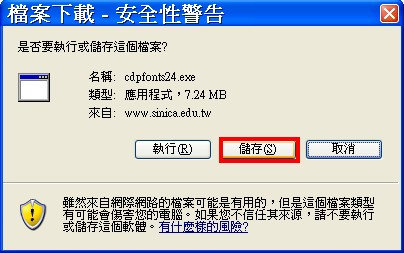 檔案下載 - 安全性警告
是否要執行或儲存這個檔案?
名稱: cdpfonts24.exe
類型: 應用程式，7.24 MB
來自: www.sinica.edu.tw
執行(R) 儲存(S) 取消
雖然來自網際網路的檔案可能是有用的，但是這個檔案類型
有可能會傷害您的電腦。如果您不信任其來源，請不要執行
或儲存這個軟體。有什麼樣的風險?